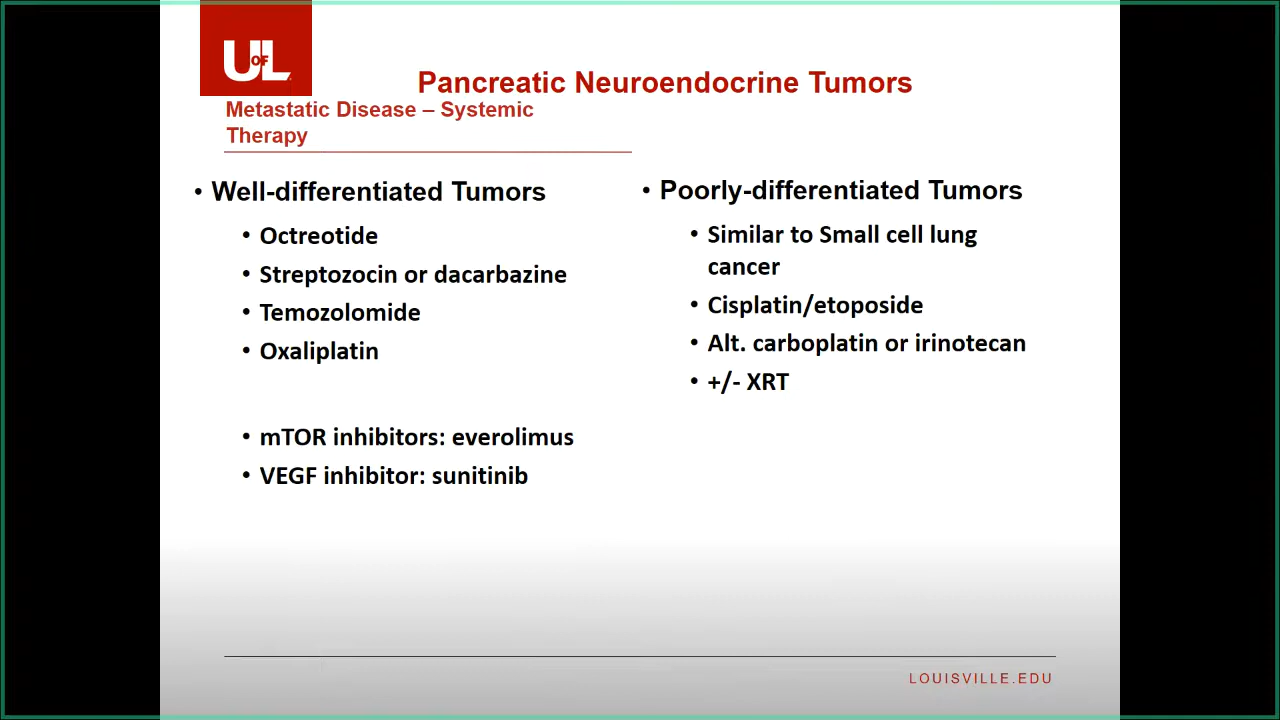 UofL
Pancreatic Neuroendocrine Tumors
Metastatic Disease – Systemic
Therapy
• Well-differentiated Tumors
• Octreotide
• Streptozocin or dacarbazine
• Temozolomide
• Oxaliplatin
• mTOR inhibitors: everolimus
• VEGF inhibitor: sunitinib
• Poorly-differentiated Tumors
• Similar to Small cell lung
cancer
• Cisplatin/etoposide
• Alt. carboplatin or irinotecan
• +/- XRT
LOUISVILLE.EDU